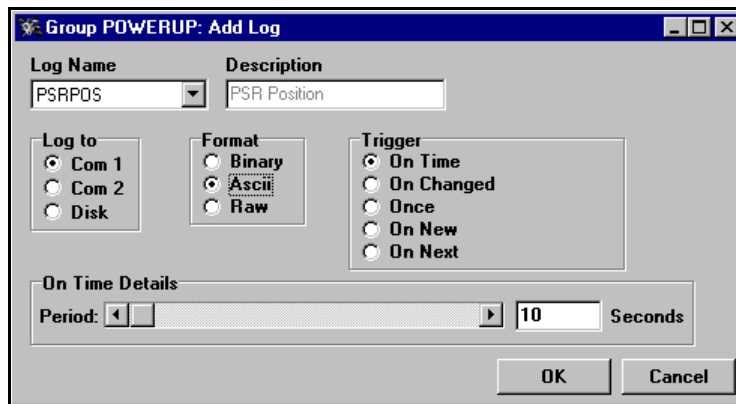 Group POWERUP: Add Log
Log Name
Description
PSRPOS
PSR Position
Log to
Com 1
Com 2
Disk
Format
Binary
Ascii
Raw
Trigger
On Time
On Changed
Once
On New
On Next
On Time Details
Period:
10
Seconds
OK
Cancel